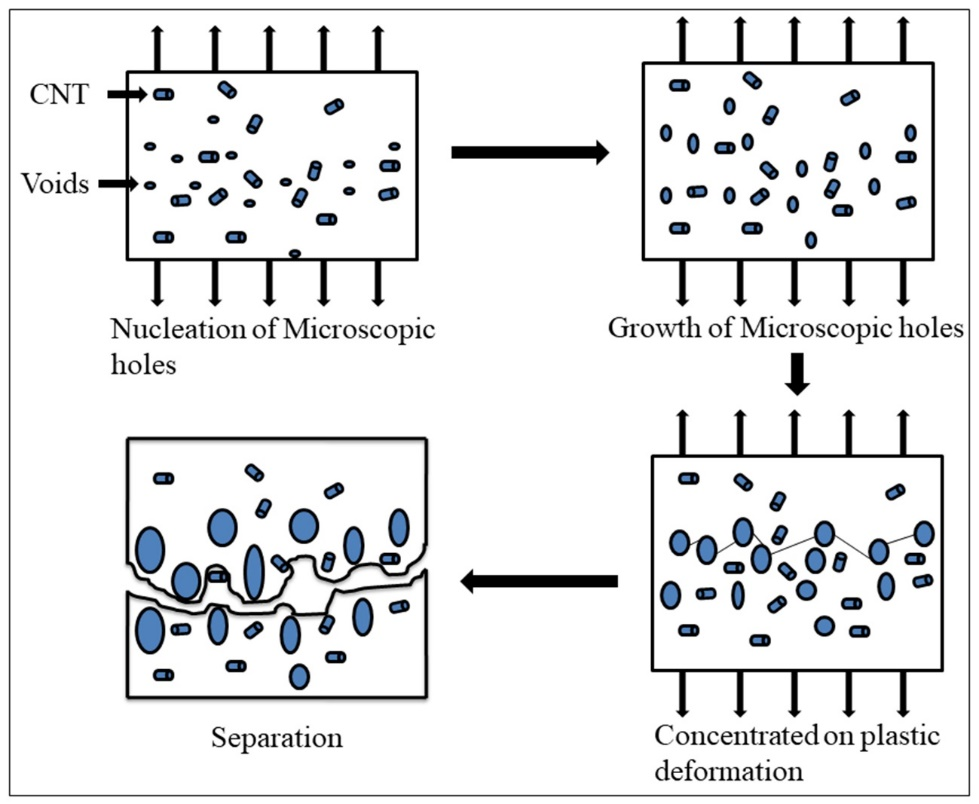 CNT
Voids
Nucleation of Microscopic
holes
Growth of Microscopic holes
Separation
Concentrated on plastic
deformation